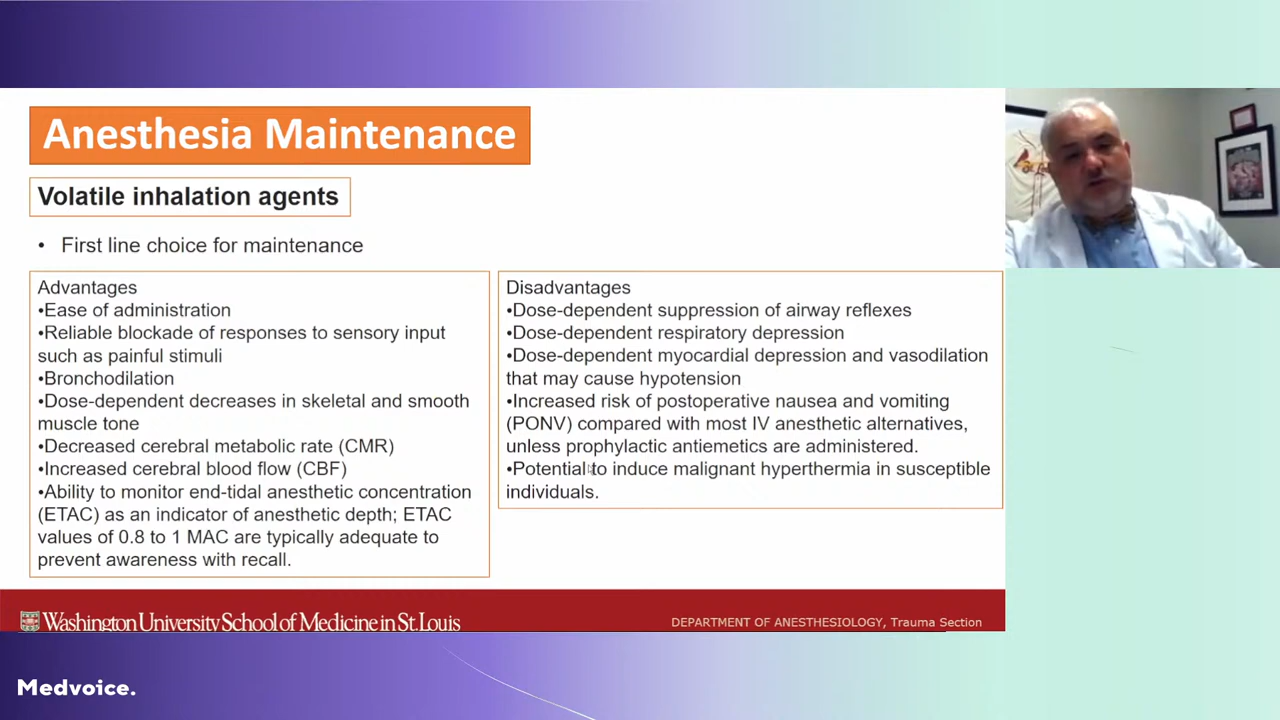 Anesthesia Maintenance
Volatile inhalation agents
• First line choice for maintenance
Advantages
•Ease of administration
•Reliable blockade of responses to sensory input
such as painful stimuli
•Bronchodilation
•Dose-dependent decreases in skeletal and smooth
muscle tone
•Decreased cerebral metabolic rate (CMR)
•Increased cerebral blood flow (CBF)
•Ability to monitor end-tidal anesthetic concentration
(ETAC) as an indicator of anesthetic depth; ETAC
values of 0.8 to 1 MAC are typically adequate to
prevent awareness with recall.
Disadvantages
•Dose-dependent suppression of airway reflexes
•Dose-dependent respiratory depression
•Dose-dependent myocardial depression and vasodilation
that may cause hypotension
•Increased risk of postoperative nausea and vomiting
(PONV) compared with most IV anesthetic alternatives,
unless prophylactic antiemetics are administered.
•Potential to induce malignant hyperthermia in susceptible
individuals.
Washington University School of Medicine in St. Louis
DEPARTMENT OF ANESTHESIOLOGY, Trauma Section
Medvoice.